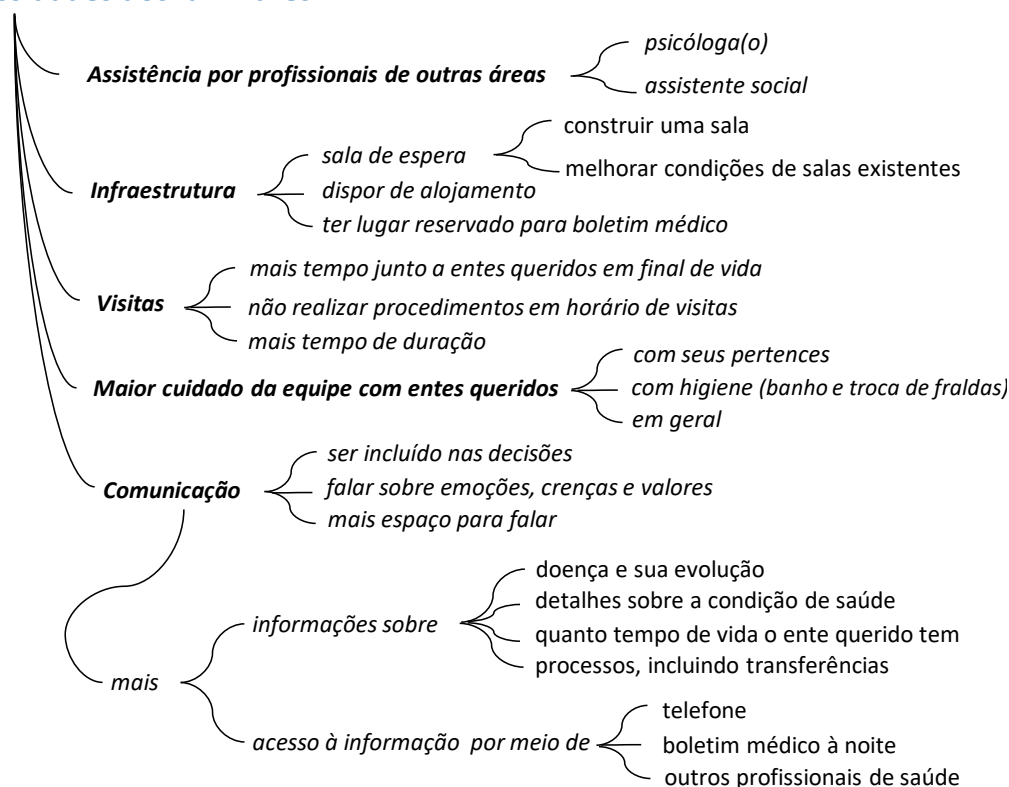 Assistência por profissionais de outras áreas
psicóloga(o)
assistente social
Infraestrutura
sala de espera
construir uma sala
melhorar condições de salas existentes
dispor de alojamento
ter lugar reservado para boletim médico
Visitas
mais tempo junto a entes queridos em final de vida
não realizar procedimentos em horário de visitas
mais tempo de duração
Maior cuidado da equipe com entes queridos
com seus pertences
com higiene (banho e troca de fraldas)
em geral
Comunicação
ser incluído nas decisões
falar sobre emoções, crenças e valores
mais espaço para falar
mais
informações sobre
doença e sua evolução
detalhes sobre a condição de saúde
quanto tempo de vida o ente querido tem
processos, incluindo transferências
acesso à informação por meio de
telefone
boletim médico à noite
outros profissionais de saúde